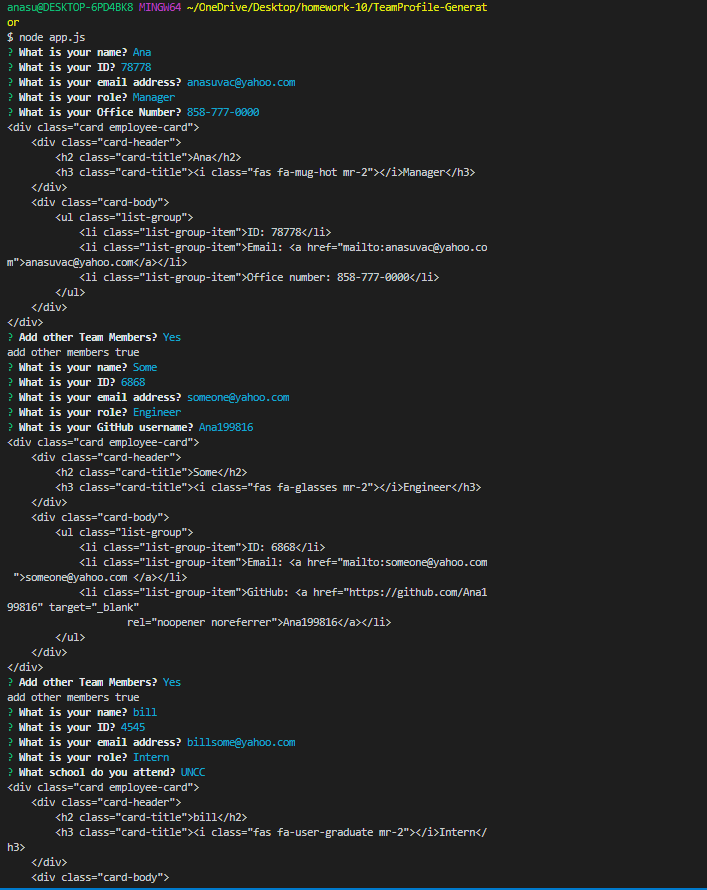 anasu@DESKTOP-6PD4BK8 MINGW64 ~/OneDrive/Desktop/homework-10/TeamProfile-Generat
or
$ node app.js
? What is your name? Ana
? What is your ID? 78778
? What is your email address? anasuvac@yahoo.com
? What is your role? Manager
? What is your Office Number? 858-777-0000
<div class="card employee-card">
    <div class="card-header">
        <h2 class="card-title">Ana</h2>
        <h3 class="card-title"><i class="fas fa-mug-hot mr-2"></i>Manager</h3>
    </div>
    <div class="card-body">
        <ul class="list-group">
            <li class="list-group-item">ID: 78778</li>
            <li class="list-group-item">Email: <a href="mailto:anasuvac@yahoo.co
m">anasuvac@yahoo.com</a></li>
            <li class="list-group-item">Office number: 858-777-0000</li>
        </ul>
    </div>
</div>
? Add other Team Members? Yes
add other members true
? What is your name? Some
? What is your ID? 6868
? What is your email address? someone@yahoo.com
? What is your role? Engineer
? What is your GitHub username? Ana199816
<div class="card employee-card">
    <div class="card-header">
        <h2 class="card-title">Some</h2>
        <h3 class="card-title"><i class="fas fa-glasses mr-2"></i>Engineer</h3>
    </div>
    <div class="card-body">
        <ul class="list-group">
            <li class="list-group-item">ID: 6868</li>
            <li class="list-group-item">Email: <a href="mailto:someone@yahoo.com
 ">someone@yahoo.com </a></li>
            <li class="list-group-item">GitHub: <a href="https://github.com/Ana1
99816" target="_blank"
                    rel="noopener noreferrer">Ana199816</a></li>
        </ul>
    </div>
</div>
? Add other Team Members? Yes
add other members true
? What is your name? bill
? What is your ID? 4545
? What is your email address? billsome@yahoo.com
? What is your role? Intern
? What school do you attend? UNCC
<div class="card employee-card">
    <div class="card-header">
        <h2 class="card-title">bill</h2>
        <h3 class="card-title"><i class="fas fa-user-graduate mr-2"></i>Intern</
h3>
    </div>
    <div class="card-body">